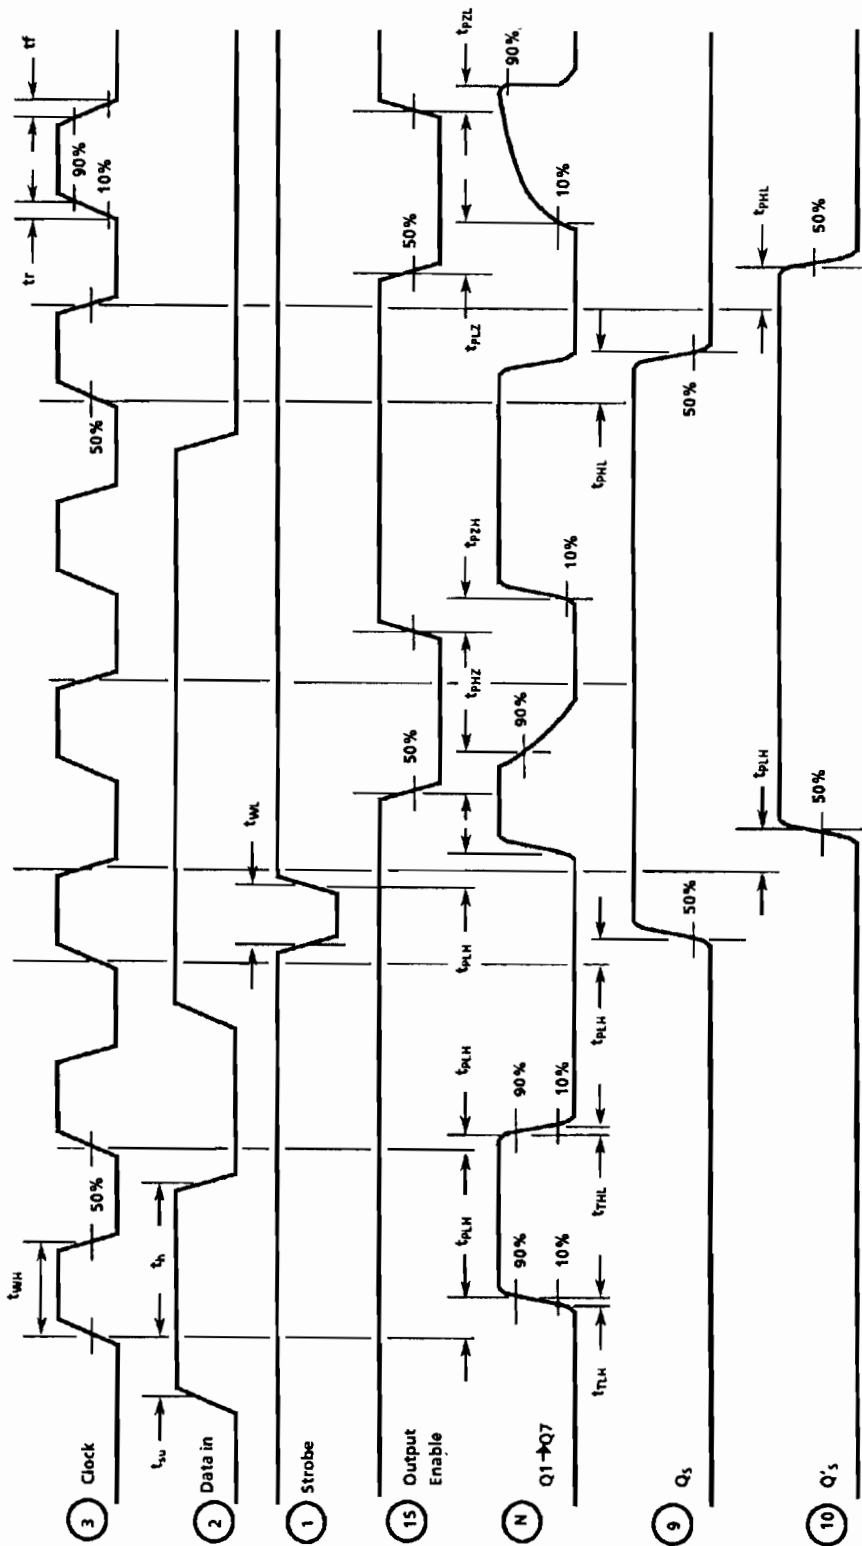 3 Clock
tWH
50%
50%
90%
10%
tr
tf
2 Data in
tsu
th
1 Strobe
tWL
15 Output
Enable
50%
50%
N Q1→Q7
tPLH
tPLH
tPLH
tPHZ
tPZH
tPLZ
tPZL
90%
10%
90%
10%
90%
10%
10%
90%
tTLH
tTHL
9 QS
tPLH
50%
tPHL
50%
10 Q'S
tPLH
50%
tPHL
50%